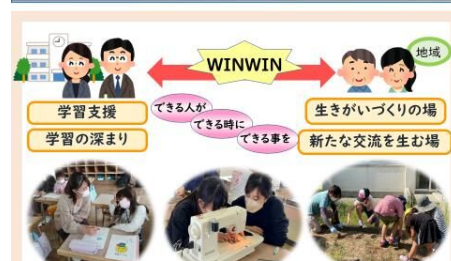 WINWIN
地域
学習支援
学習の深まり
できる人が
できる時に
できる事を
生きがいづくりの場
新たな交流を生む場